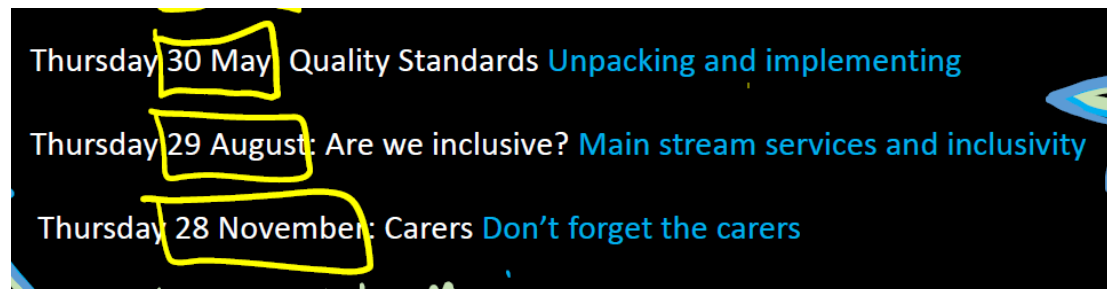 Thursday 30 May: Quality Standards Unpacking and implementing
Thursday 29 August: Are we inclusive? Main stream services and inclusivity
Thursday 28 November: Carers Don't forget the carers